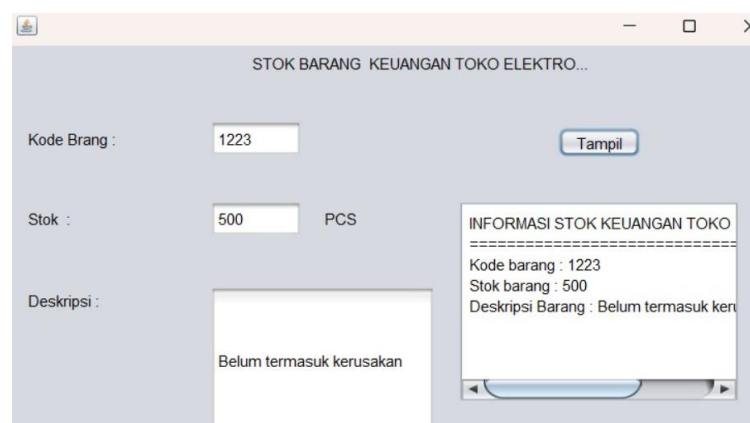 STOK BARANG KEUANGAN TOKO ELEKTRO...
Kode Brang :
1223
Tampil
Stok :
500
PCS
INFORMASI STOK KEUANGAN TOKO
=============================
Kode barang : 1223
Stok barang : 500
Deskripsi Barang : Belum termasuk keru
Deskripsi :
Belum termasuk kerusakan